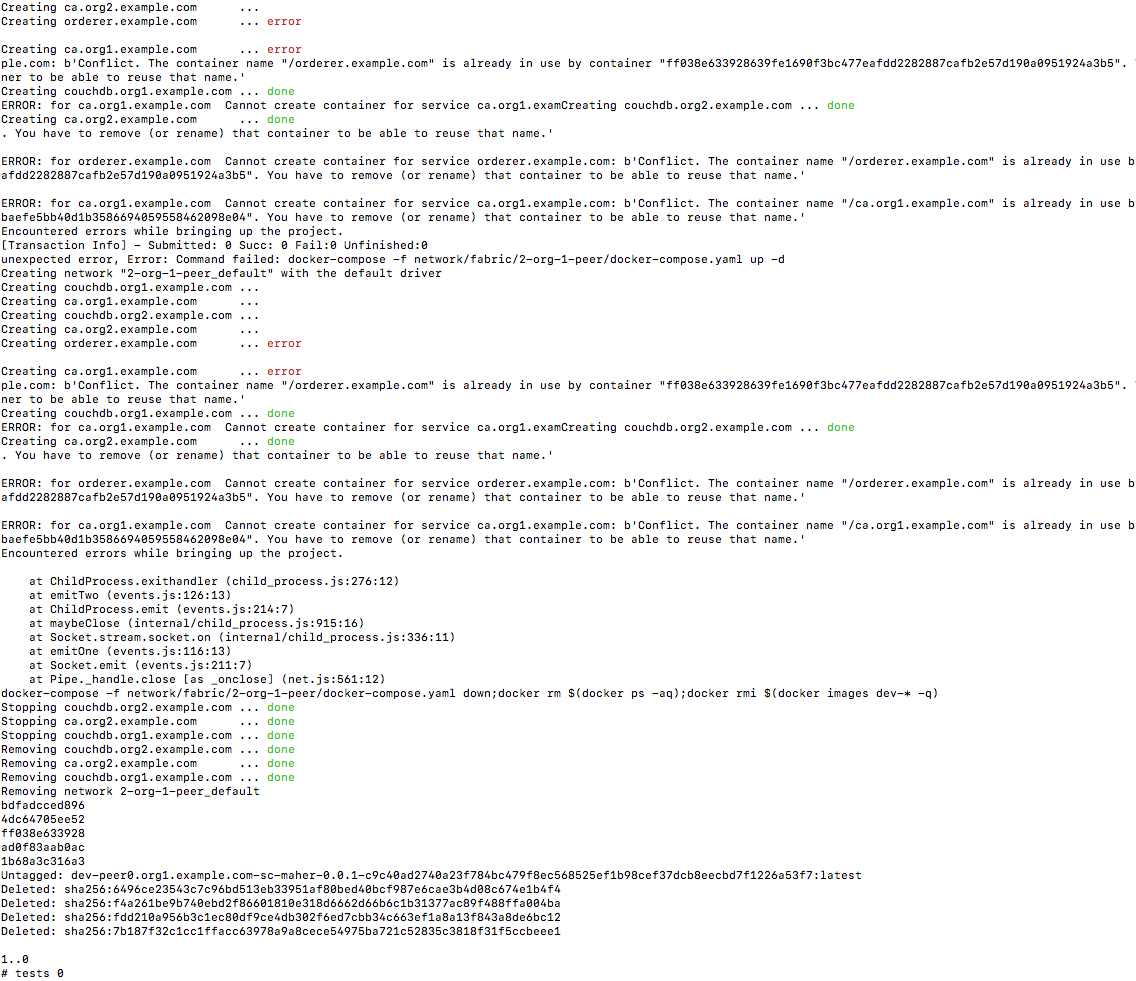 Creating ca.org2.example.com      ...
Creating orderer.example.com      ... error

Creating ca.org1.example.com      ... error
ple.com: b'Conflict. The container name "/orderer.example.com" is already in use by container "ff038e633928639fe1690f3bc477eafdd2282887cafb2e57d190a0951924a3b5".
ner to be able to reuse that name.'
Creating couchdb.org1.example.com ... done
ERROR: for ca.org1.example.com  Cannot create container for service ca.org1.examCreating couchdb.org2.example.com ... done
Creating ca.org2.example.com      ... done
. You have to remove (or rename) that container to be able to reuse that name.'

ERROR: for orderer.example.com  Cannot create container for service orderer.example.com: b'Conflict. The container name "/orderer.example.com" is already in use b
afdd2282887cafb2e57d190a0951924a3b5". You have to remove (or rename) that container to be able to reuse that name.'

ERROR: for ca.org1.example.com  Cannot create container for service ca.org1.example.com: b'Conflict. The container name "/ca.org1.example.com" is already in use b
baefe5bb40d1b3586694059558462098e04". You have to remove (or rename) that container to be able to reuse that name.'
Encountered errors while bringing up the project.
[Transaction Info] - Submitted: 0 Succ: 0 Fail:0 Unfinished:0
unexpected error, Error: Command failed: docker-compose -f network/fabric/2-org-1-peer/docker-compose.yaml up -d
Creating network "2-org-1-peer_default" with the default driver
Creating couchdb.org1.example.com ...
Creating ca.org1.example.com      ...
Creating couchdb.org2.example.com ...
Creating ca.org2.example.com      ...
Creating orderer.example.com      ... error

Creating ca.org1.example.com      ... error
ple.com: b'Conflict. The container name "/orderer.example.com" is already in use by container "ff038e633928639fe1690f3bc477eafdd2282887cafb2e57d190a0951924a3b5".
ner to be able to reuse that name.'
Creating couchdb.org1.example.com ... done
ERROR: for ca.org1.example.com  Cannot create container for service ca.org1.examCreating couchdb.org2.example.com ... done
Creating ca.org2.example.com      ... done
. You have to remove (or rename) that container to be able to reuse that name.'

ERROR: for orderer.example.com  Cannot create container for service orderer.example.com: b'Conflict. The container name "/orderer.example.com" is already in use b
afdd2282887cafb2e57d190a0951924a3b5". You have to remove (or rename) that container to be able to reuse that name.'

ERROR: for ca.org1.example.com  Cannot create container for service ca.org1.example.com: b'Conflict. The container name "/ca.org1.example.com" is already in use b
baefe5bb40d1b3586694059558462098e04". You have to remove (or rename) that container to be able to reuse that name.'
Encountered errors while bringing up the project.

    at ChildProcess.exithandler (child_process.js:276:12)
    at emitTwo (events.js:126:13)
    at ChildProcess.emit (events.js:214:7)
    at maybeClose (internal/child_process.js:915:16)
    at Socket.stream.socket.on (internal/child_process.js:336:11)
    at emitOne (events.js:116:13)
    at Socket.emit (events.js:211:7)
    at Pipe._handle.close [as _onclose] (net.js:561:12)
docker-compose -f network/fabric/2-org-1-peer/docker-compose.yaml down;docker rm $(docker ps -aq);docker rmi $(docker images dev-* -q)
Stopping couchdb.org2.example.com ... done
Stopping ca.org2.example.com      ... done
Stopping couchdb.org1.example.com ... done
Removing couchdb.org2.example.com ... done
Removing ca.org2.example.com      ... done
Removing couchdb.org1.example.com ... done
Removing network 2-org-1-peer_default
bdfadcced896
4dc64705ee52
ff038e633928
ad0f83aab0ac
1b68a3c316a3
Untagged: dev-peer0.org1.example.com-sc-maher-0.0.1-c9c40ad2740a23f784bc479f8ec568525ef1b98cef37dcb8eecbd7f1226a53f7:latest
Deleted: sha256:6496ce23543c7c96bd513eb33951af80bed40bcf987e6cae3b4d08c674e1b4f4
Deleted: sha256:f4a261be9b740ebd2f86601810e318d6662d66b6c1b31377ac89f488ffa004ba
Deleted: sha256:fdd210a956b3c1ec80df9ce4db302f6ed7cbb34c663ef1a8a13f843a8de6bc12
Deleted: sha256:7b187f32c1cc1ffacc63978a9a8cece54975ba721c52835c3818f31f5ccbeee1

1..0
# tests 0